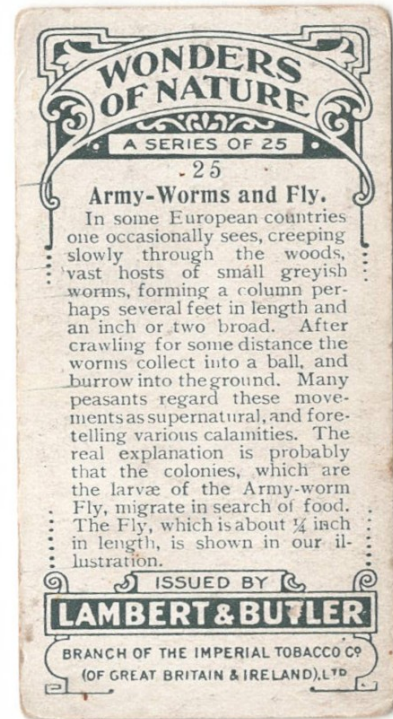 WONDERS
OF NATURE
A SERIES OF 25
25
Army-Worms and Fly.
In some European countries
one occasionally sees, creeping
slowly through the woods,
vast hosts of small greyish
worms, forming a column per-
haps several feet in length and
an inch or two broad. After
crawling for some distance the
worms collect into a ball, and
burrow into the ground. Many
peasants regard these move-
ments as supernatural, and fore-
telling various calamities. The
real explanation is probably
that the colonies, which are
the larvæ of the Army-worm
Fly, migrate in search of food.
The Fly, which is about ¼ inch
in length, is shown in our il-
lustration.
ISSUED BY
LAMBERT & BUTLER
BRANCH OF THE IMPERIAL TOBACCO Cº
(OF GREAT BRITAIN & IRELAND), LTD